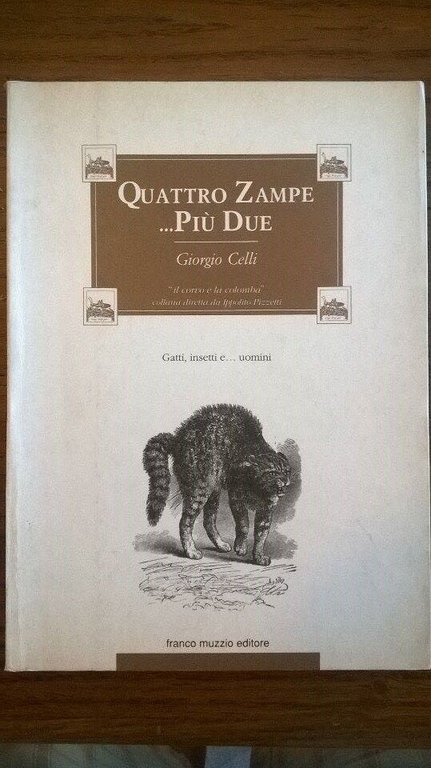 QUATTRO ZAMPE
...PIÙ DUE
Giorgio Celli
"il corvo e la colomba"
collana diretta da Ippolito Pizzetti
Gatti, insetti e... uomini
franco muzzio editore